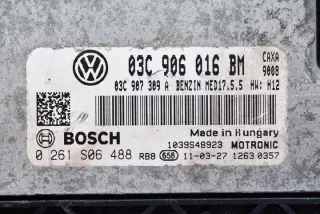 03C 906 016 BM CAXA
9008
03C 907 309 A BENZIN MED17.5.5 HW: H12
BOSCH
Made in Hungary
1039S48923 MOTRONIC
0 261 S06 488 RBB 658 11-03-27 1263 0357